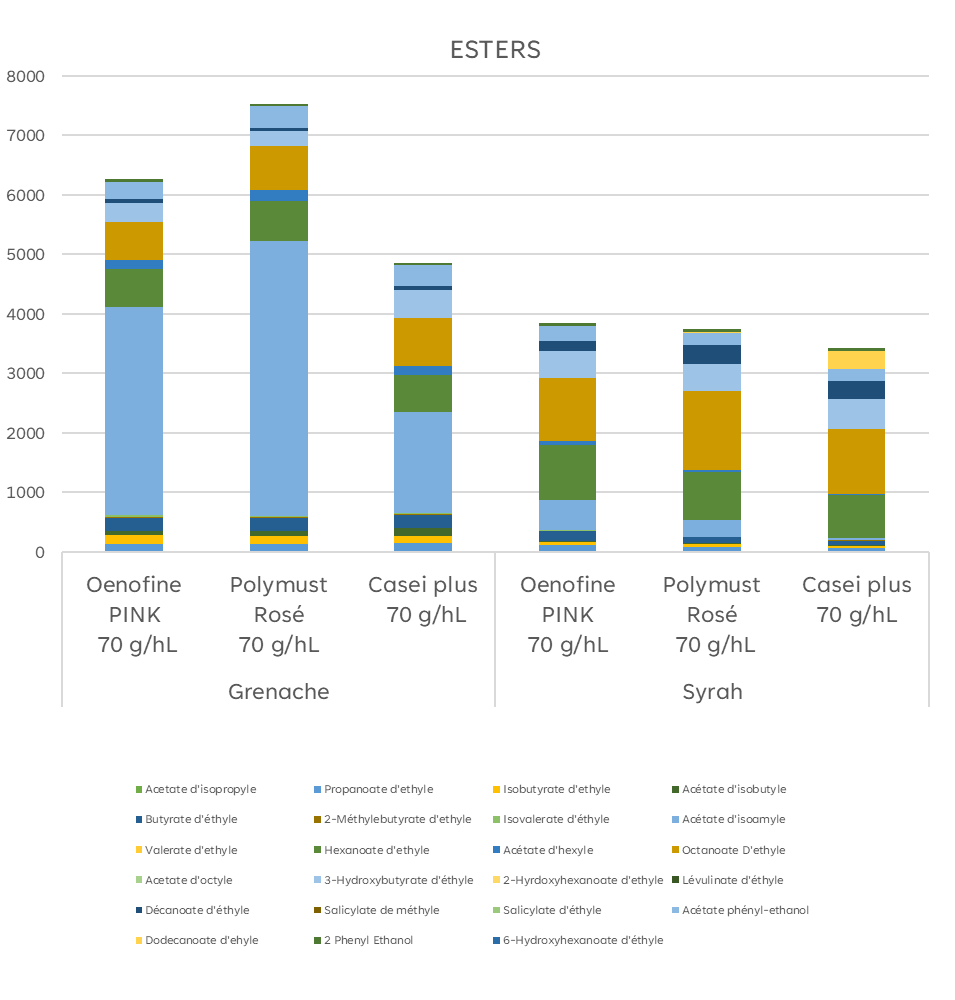 ESTERS
8000
7000
6000
5000
4000
3000
2000
1000
0
Oenofine
PINK
70 g/hL
Polymust
Rosé
70 g/hL
Casei plus
70 g/hL
Oenofine
PINK
70 g/hL
Polymust
Rosé
70 g/hL
Casei plus
70 g/hL
Grenache
Syrah
Acetate d'isopropyle
Propanoate d'ethyle
Isobutyrate d'ethyle
Acétate d'isobutyle
Butyrate d'éthyle
2-Méthylebutyrate d'ethyle
Isovalerate d'éthyle
Acétate d'isoamyle
Valerate d'ethyle
Hexanoate d'ethyle
Acétate d'hexyle
Octanoate D'ethyle
Acetate d'octyle
3-Hydroxybutyrate d'éthyle
2-Hyrdoxyhexanoate d'ethyle
Lévulinate d'éthyle
Décanoate d'éthyle
Salicylate de méthyle
Salicylate d'éthyle
Acétate phényl-ethanol
Dodecanoate d'ehyle
2 Phenyl Ethanol
6-Hydroxyhexanoate d'éthyle